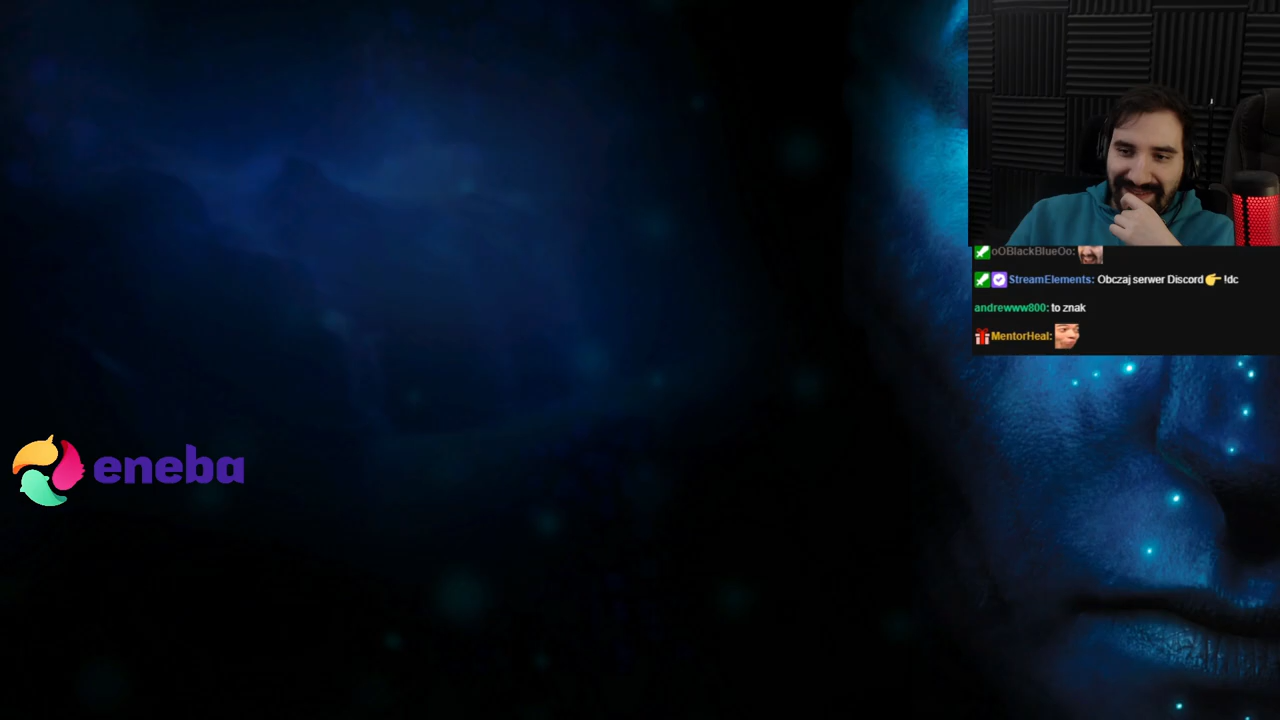 oOBlackBlueOo:
StreamElements: Obczaj serwer Discord 👉 !dc
andrewww800: to znak
MentorHeal:
eneba